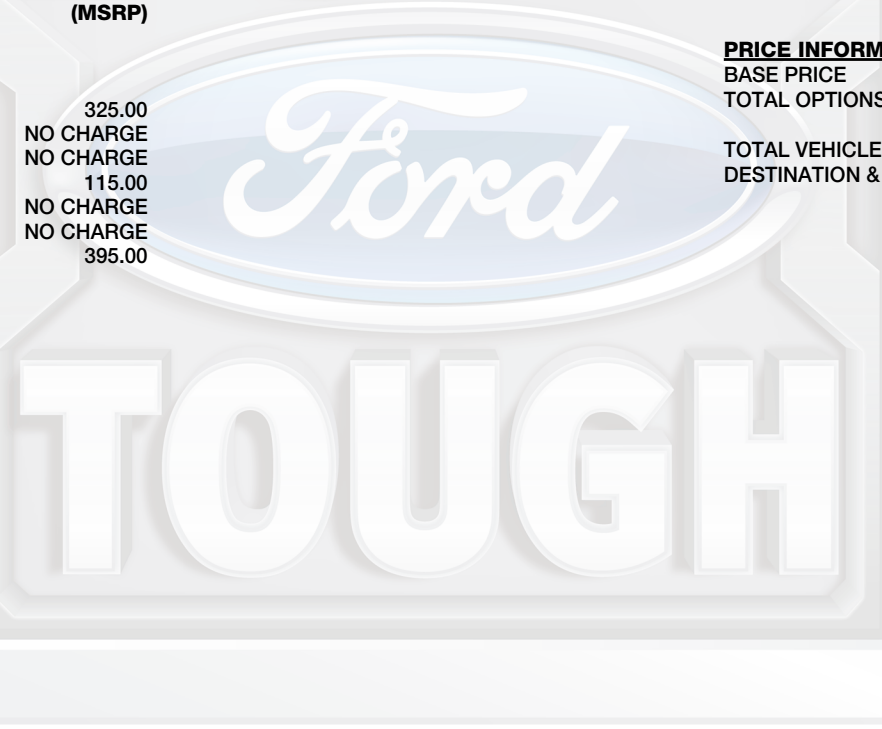 (MSRP)
325.00
NO CHARGE
NO CHARGE
115.00
NO CHARGE
NO CHARGE
395.00
PRICE INFORM
BASE PRICE
TOTAL OPTIONS
TOTAL VEHICLE
DESTINATION &
Ford
TOUGH